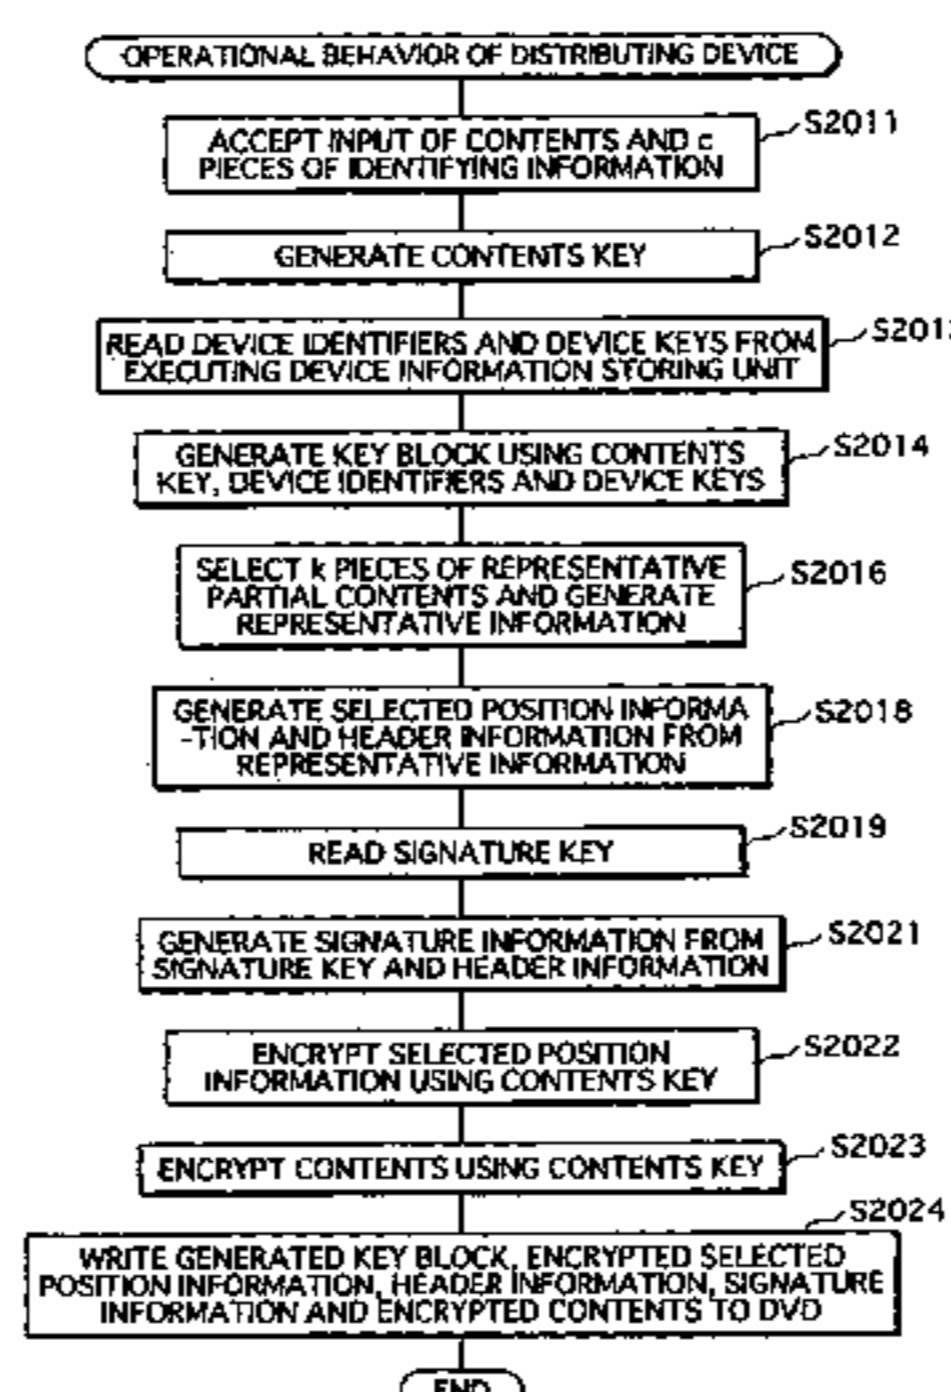 OPERATIONAL BEHAVIOR OF DISTRIBUTING DEVICE
S2011
ACCEPT INPUT OF CONTENTS AND c
PIECES OF IDENTIFYING INFORMATION
S2012
GENERATE CONTENTS KEY
S201
READ DEVICE IDENTIFIERS AND DEVICE KEYS FROM
EXECUTING DEVICE INFORMATION STORING UNIT
S2014
GENERATE KEY BLOCK USING CONTENTS
KEY, DEVICE IDENTIFIERS AND DEVICE KEYS
S2016
SELECT k PIECES OF REPRESENTATIVE
PARTIAL CONTENTS AND GENERATE
REPRESENTATIVE INFORMATION
S2018
GENERATE SELECTED POSITION INFORMA
-TION AND HEADER INFORMATION FROM
REPRESENTATIVE INFORMATION
S2019
READ SIGNATURE KEY
S2021
GENERATE SIGNATURE INFORMATION FROM
SIGNATURE KEY AND HEADER INFORMATION
S2022
ENCRYPT SELECTED POSITION
INFORMATION USING CONTENTS KEY
S2023
ENCRYPT CONTENTS USING CONTENTS KEY
S2024
WRITE GENERATED KEY BLOCK, ENCRYPTED SELECTED
POSITION INFORMATION, HEADER INFORMATION, SIGNATURE
INFORMATION AND ENCRYPTED CONTENTS TO DVD
END